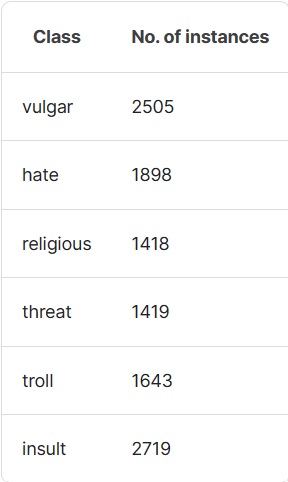 Class No. of instances
vulgar 2505
hate 1898
religious 1418
threat 1419
troll 1643
insult 2719